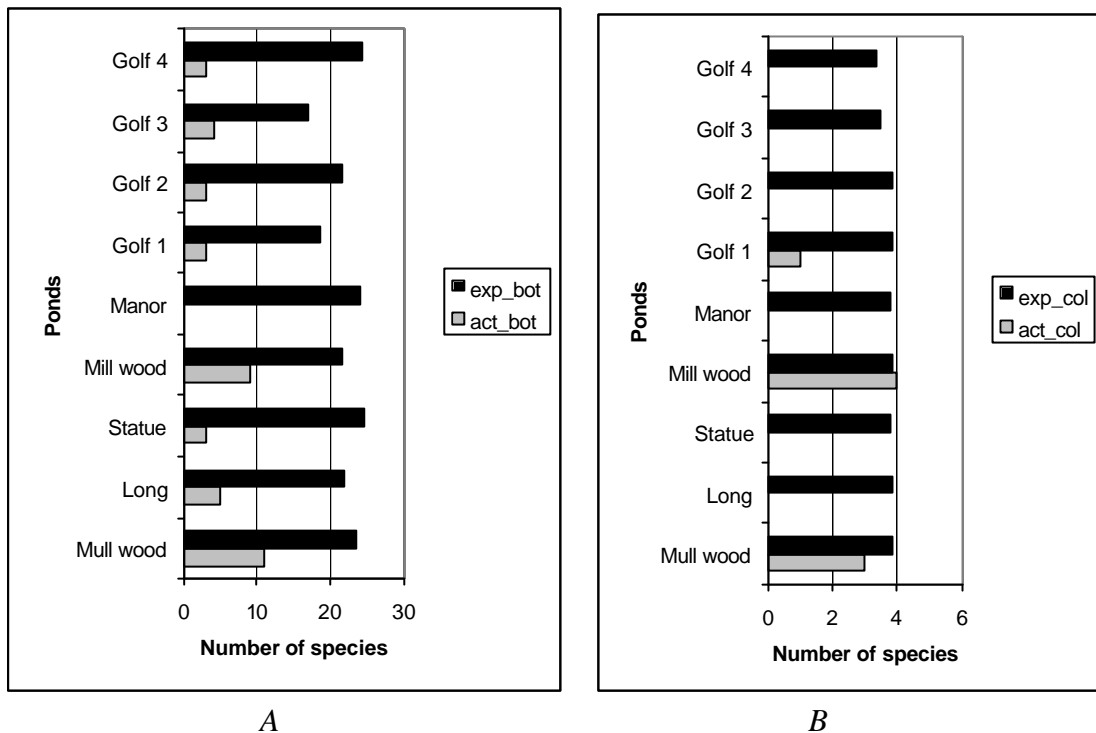 Golf 4
Golf 3
Golf 2
Golf 1
Manor
Mill wood
Statue
Long
Mull wood
Ponds
0 10 20 30
Number of species
exp_bot
act_bot
A
Golf 4
Golf 3
Golf 2
Golf 1
Manor
Mill wood
Statue
Long
Mull wood
Ponds
0 2 4 6
Number of species
exp_col
act_col
B